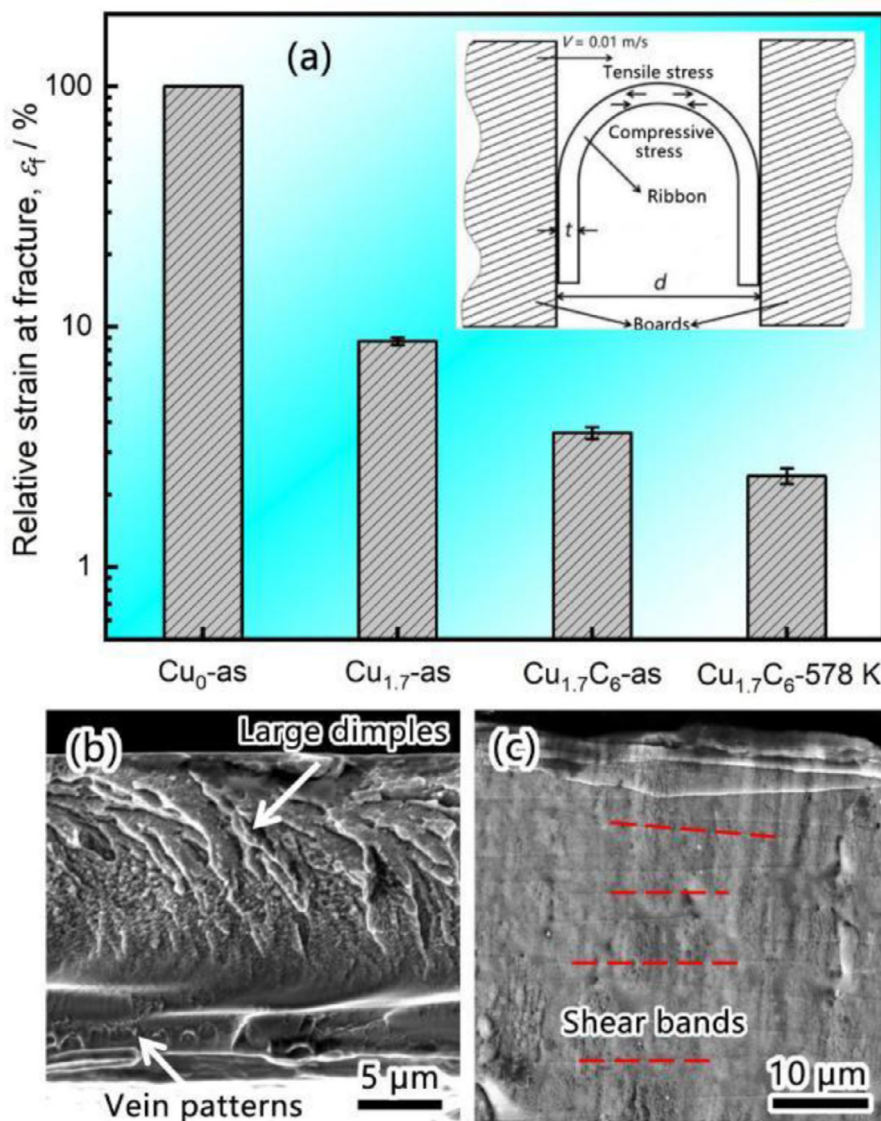 (a)
V = 0.01 m/s
Tensile stress
Compressive
stress
Ribbon
t
d
Boards
Relative strain at fracture, εf / %
100
10
1
Cu0-as
Cu1.7-as
Cu1.7C6-as
Cu1.7C6-578 K
(b)
Large dimples
Vein patterns
5 μm
(c)
Shear bands
10 μm